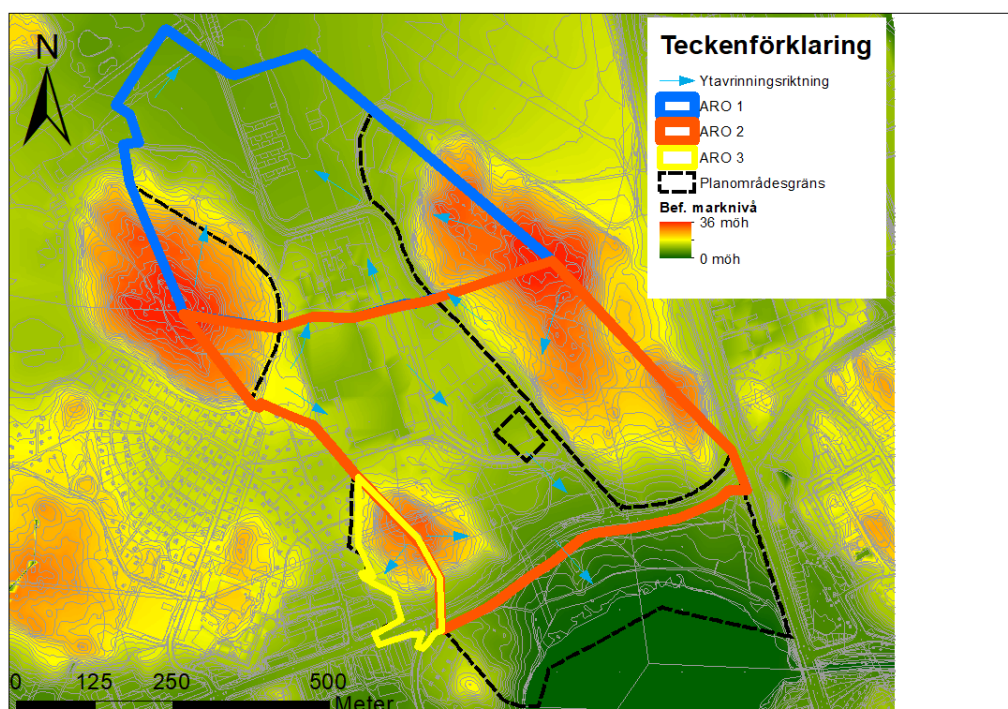 N
Teckenförklaring
Ytavrinningsriktning
ARO 1
ARO 2
ARO 3
Planområdesgräns
Bef. marknivå
36 möh
0 möh
0 125 250 500
Meter